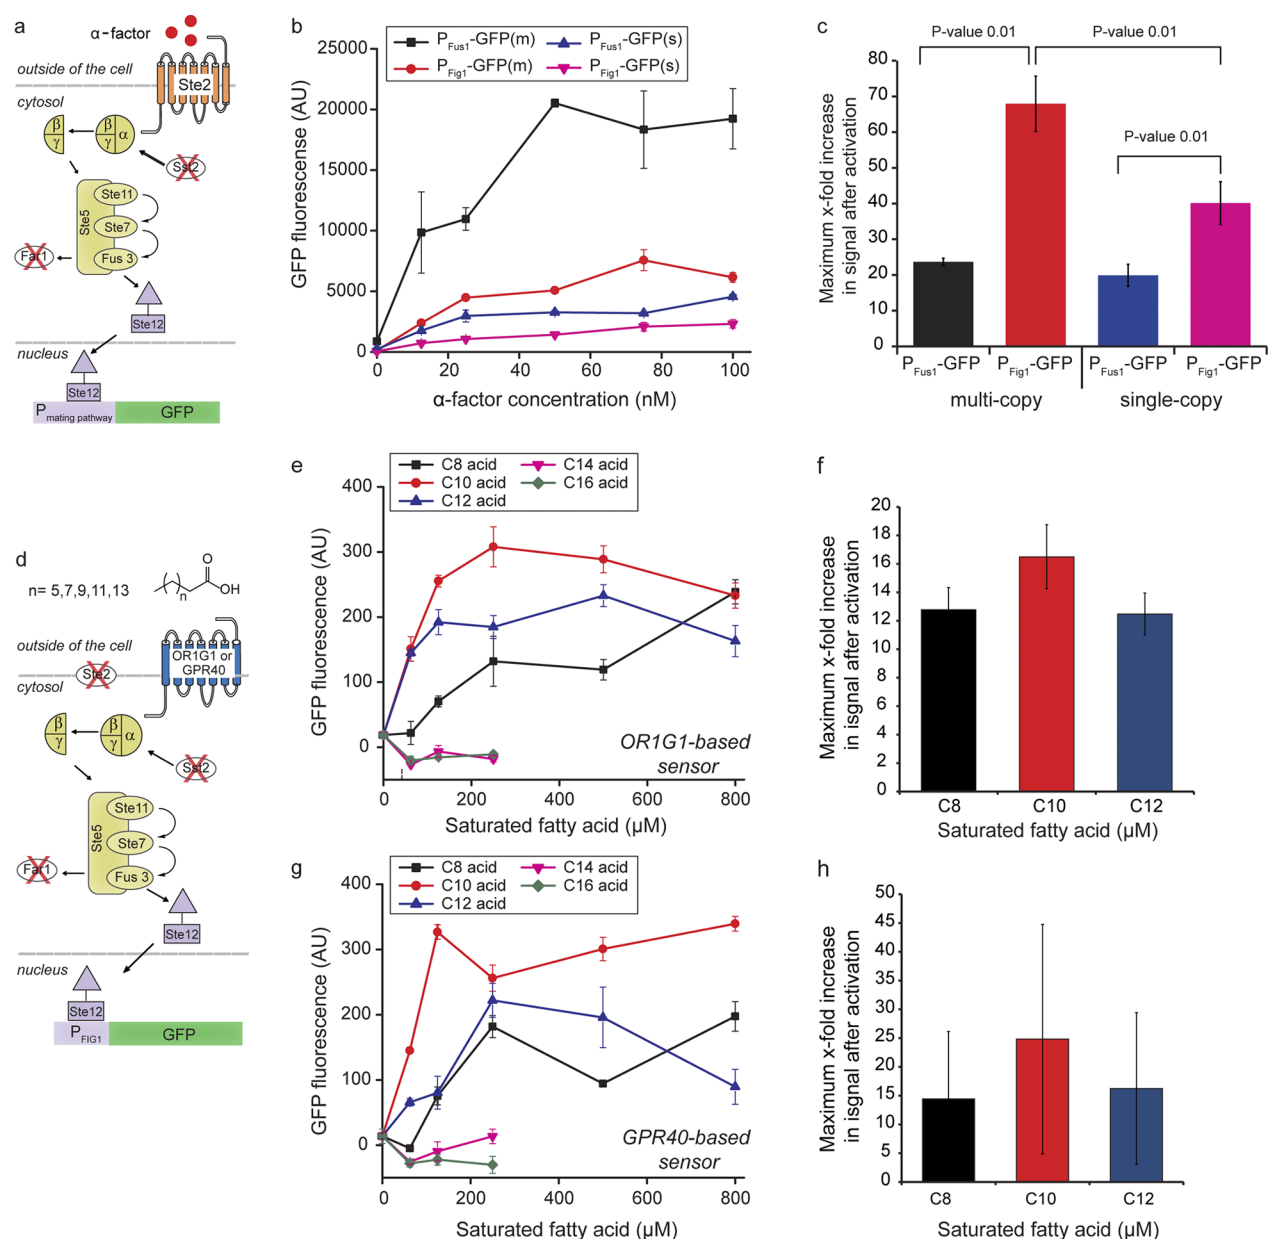 a
α-factor
outside of the cell
Ste2
cytosol
β
γ
β
γ
α
Sst2
Ste5
Ste11
Ste7
Fus 3
Far1
Ste12
nucleus
Ste12
P mating pathway
GFP
b
PFus1-GFP(m)
PFus1-GFP(s)
PFig1-GFP(m)
PFig1-GFP(s)
GFP fluorescense (AU)
25000
20000
15000
10000
5000
0
0 20 40 60 80 100
α-factor concentration (nM)
c
P-value 0.01
P-value 0.01
P-value 0.01
Maximum x-fold increase
in signal after activation
80
70
60
50
40
30
20
10
0
PFus1-GFP PFig1-GFP PFus1-GFP PFig1-GFP
multi-copy single-copy
d
n= 5,7,9,11,13
O
OH
n
outside of the cell
Ste2
cytosol
OR1G1 or
GPR40
β
γ
β
γ
α
Sst2
Ste5
Ste11
Ste7
Fus 3
Far1
Ste12
nucleus
Ste12
PFIG1
GFP
e
C8 acid
C14 acid
C10 acid
C16 acid
C12 acid
GFP fluorescence (AU)
400
300
200
100
0
OR1G1-based
sensor
0 200 400 600 800
Saturated fatty acid (µM)
f
Maximum x-fold increase
in isgnal after activation
20
18
16
14
12
10
8
6
4
2
0
C8 C10 C12
Saturated fatty acid (µM)
g
C8 acid
C14 acid
C10 acid
C16 acid
C12 acid
GFP fluorescence (AU)
400
300
200
100
0
GPR40-based
sensor
0 200 400 600 800
Saturated fatty acid (µM)
h
Maximum x-fold increase
in isgnal after activation
50
45
40
35
30
25
20
15
10
5
0
C8 C10 C12
Saturated fatty acid (µM)